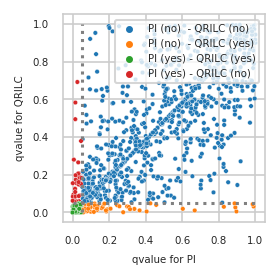 1.0
0.8
0.6
0.4
0.2
0.0
qvalue for QRILC
PI (no) - QRILC (no)
PI (no) - QRILC (yes)
PI (yes) - QRILC (yes)
PI (yes) - QRILC (no)
0.0 0.2 0.4 0.6 0.8 1.0
qvalue for PI